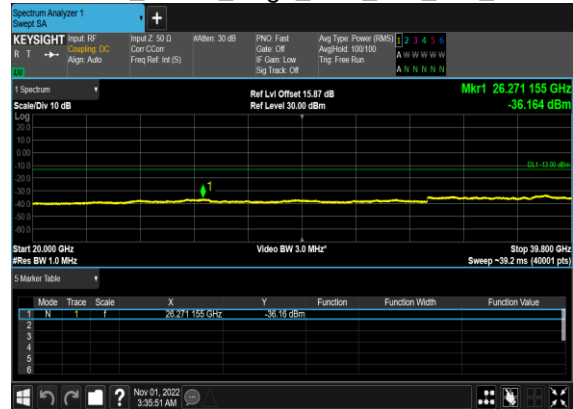 Spectrum Analyzer 1
Swept SA
+
KEYSIGHT Input: RF Input Z: 50 Ω #Atten: 30 dB PNO: Fast Avg Type: Power (RMS) 1 2 3 4 5 6
R T Coupling: DC Corr CCorr Gate: Off Avg|Hold: 100/100 A W W W W W
Align: Auto Freq Ref: Int (S) IF Gain: Low Trig: Free Run
Sig Track: Off A N N N N N
1 Spectrum Ref Lvl Offset 15.87 dB Mkr1 26.271 155 GHz
Scale/Div 10 dB Ref Level 30.00 dBm -36.164 dBm
Log
20.0
10.0
0.00
-10.0 DL1 -13.00 dBm
-20.0
-30.0 1
-40.0
-50.0
-60.0
Start 20.000 GHz Video BW 3.0 MHz* Stop 39.800 GHz
#Res BW 1.0 MHz Sweep ~39.2 ms (40001 pts)
5 Marker Table
Mode Trace Scale X Y Function Function Width Function Value
1 N 1 f 26.271 155 GHz -36.16 dBm
2
3
4
5
6
? Nov 01, 2022
3:35:51 AM